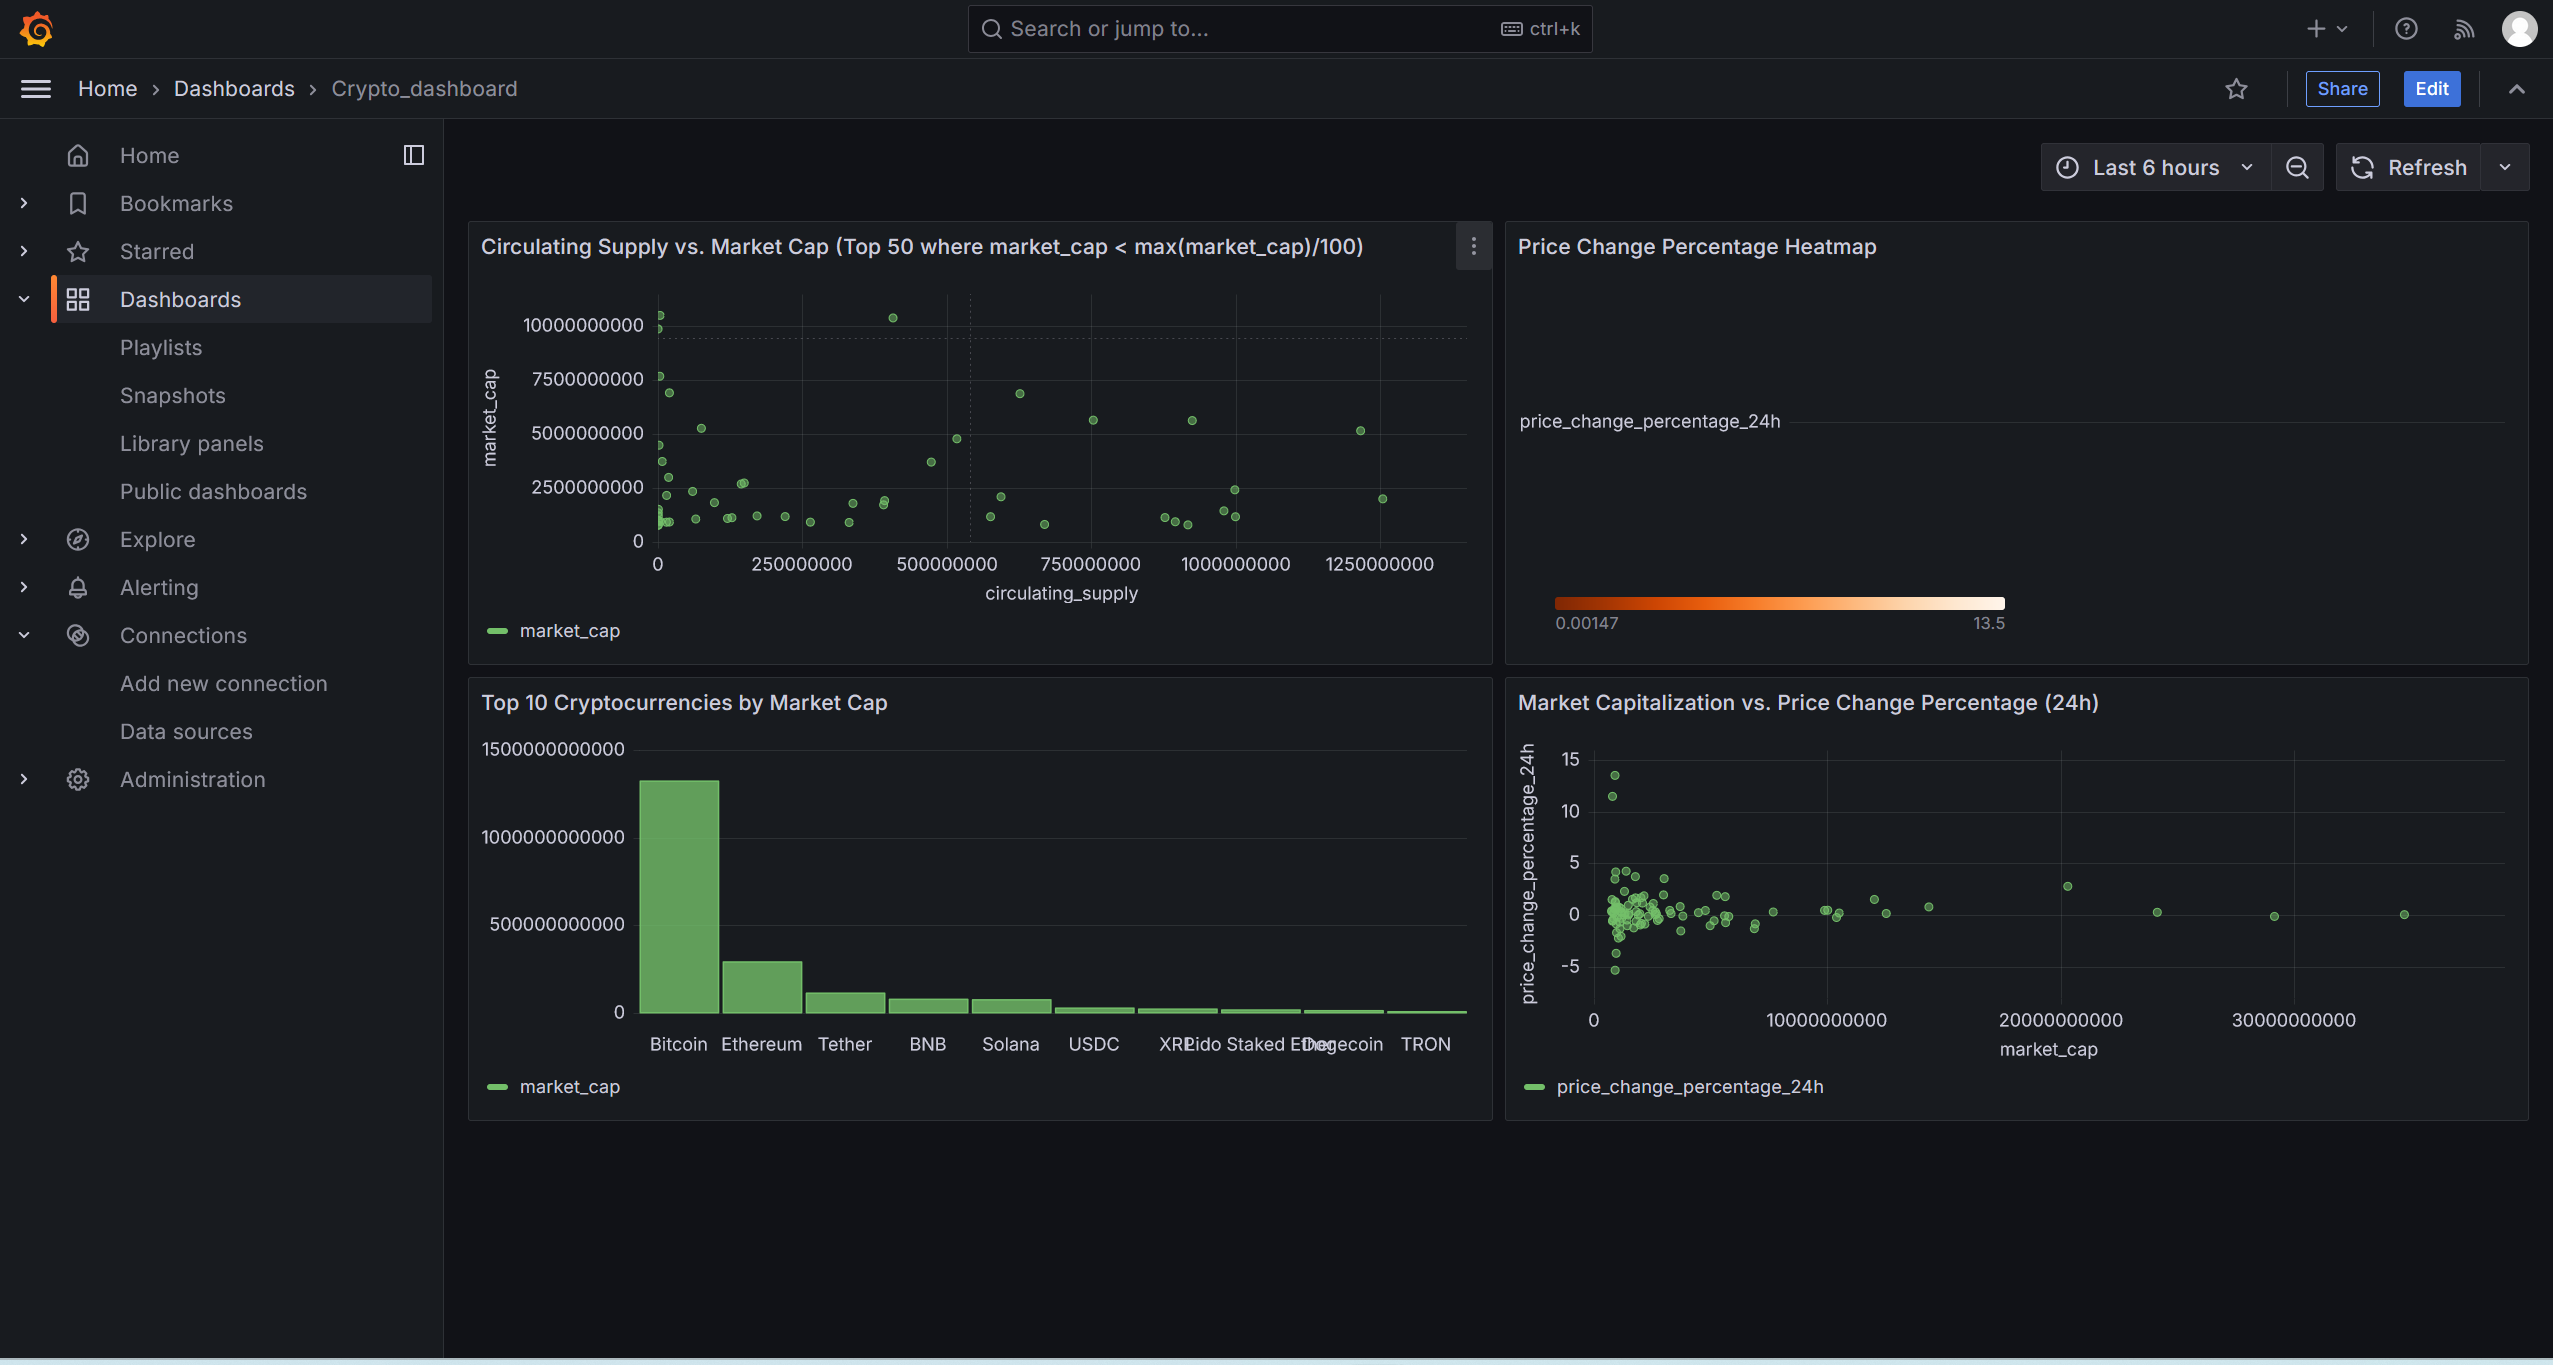 Search or jump to...
ctrl+k
Home › Dashboards › Crypto_dashboard
Share
Edit
Home
Bookmarks
Starred
Dashboards
Playlists
Snapshots
Library panels
Public dashboards
Explore
Alerting
Connections
Add new connection
Data sources
Administration
Last 6 hours
Refresh
Circulating Supply vs. Market Cap (Top 50 where market_cap < max(market_cap)/100)
market_cap
10000000000
7500000000
5000000000
2500000000
0
0 250000000 500000000 750000000 1000000000 1250000000
circulating_supply
market_cap
Price Change Percentage Heatmap
price_change_percentage_24h
0.00147 13.5
Top 10 Cryptocurrencies by Market Cap
1500000000000
1000000000000
500000000000
0
Bitcoin Ethereum Tether BNB Solana USDC XRP Lido Staked Ether Dogecoin TRON
market_cap
Market Capitalization vs. Price Change Percentage (24h)
price_change_percentage_24h
15
10
5
0
-5
0 10000000000 20000000000 30000000000
market_cap
price_change_percentage_24h